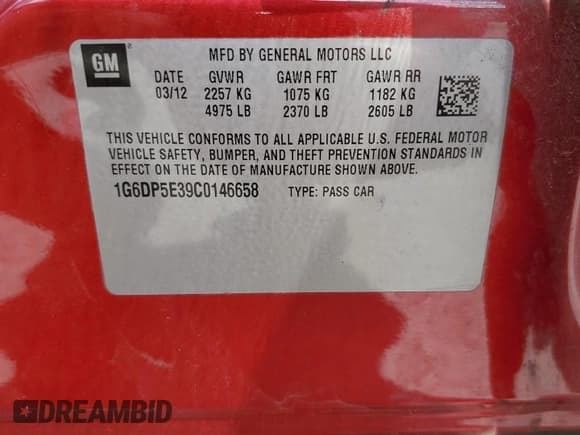 GM
MFD BY GENERAL MOTORS LLC
DATE GVWR GAWR FRT GAWR RR
03/12 2257 KG 1075 KG 1182 KG
4975 LB 2370 LB 2605 LB
THIS VEHICLE CONFORMS TO ALL APPLICABLE U.S. FEDERAL MOTOR
VEHICLE SAFETY, BUMPER, AND THEFT PREVENTION STANDARDS IN
EFFECT ON THE DATE OF MANUFACTURE SHOWN ABOVE.
1G6DP5E39C0146658 TYPE: PASS CAR
DREAMBID